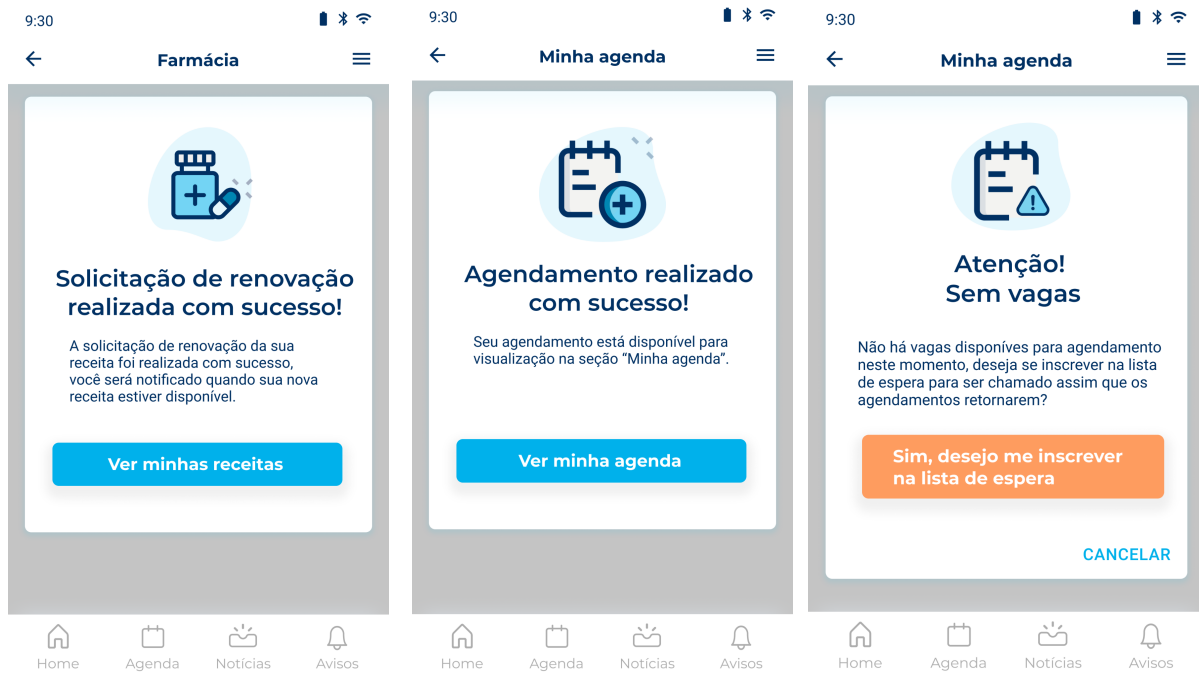 9:30
Farmácia
Solicitação de renovação
realizada com sucesso!
A solicitação de renovação da sua
receita foi realizada com sucesso,
você será notificado quando sua nova
receita estiver disponível.
Ver minhas receitas
Home
Agenda
Notícias
Avisos
9:30
Minha agenda
Agendamento realizado
com sucesso!
Seu agendamento está disponível para
visualização na seção “Minha agenda”.
Ver minha agenda
Home
Agenda
Notícias
Avisos
9:30
Minha agenda
Atenção!
Sem vagas
Não há vagas disponíves para agendamento
neste momento, deseja se inscrever na lista
de espera para ser chamado assim que os
agendamentos retornarem?
Sim, desejo me inscrever
na lista de espera
CANCELAR
Home
Agenda
Notícias
Avisos